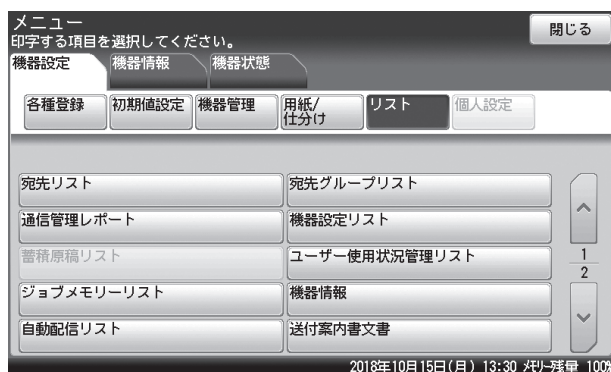 メニュー
印字する項目を選択してください。
閉じる
機器設定 機器情報 機器状態
各種登録 初期値設定 機器管理 用紙/ リスト 個人設定
仕分け
宛先リスト 宛先グループリスト
通信管理レポート 機器設定リスト
蓄積原稿リスト ユーザー使用状況管理リスト
1
2
ジョブメモリーリスト 機器情報
自動配信リスト 送付案内書文書
2018年10月15日(月) 13:30 メモリー残量 100%